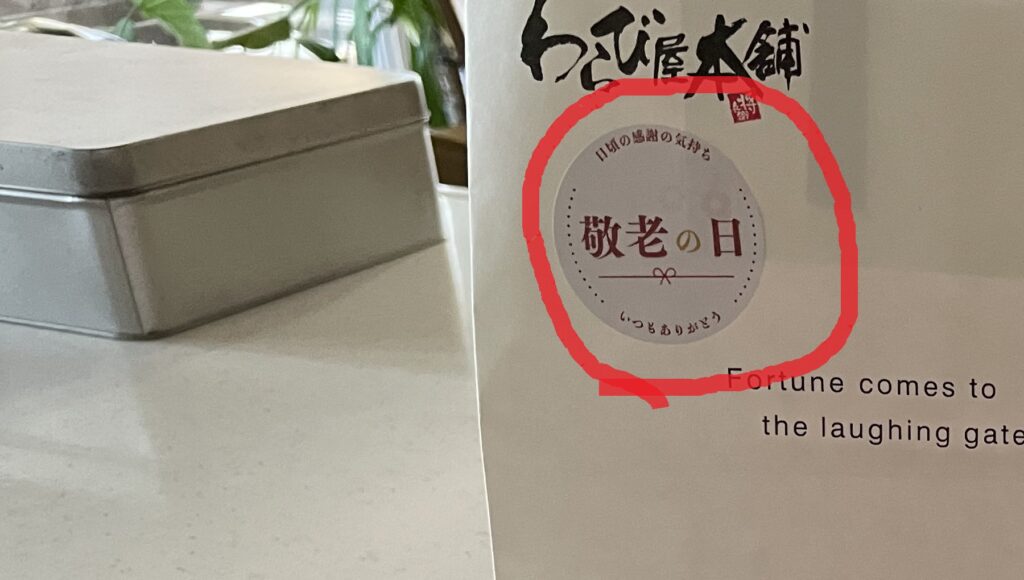 わらび屋本舗
日頃の感謝の気持ち
敬老の日
いつもありがとう
Fortune comes to
the laughing gate